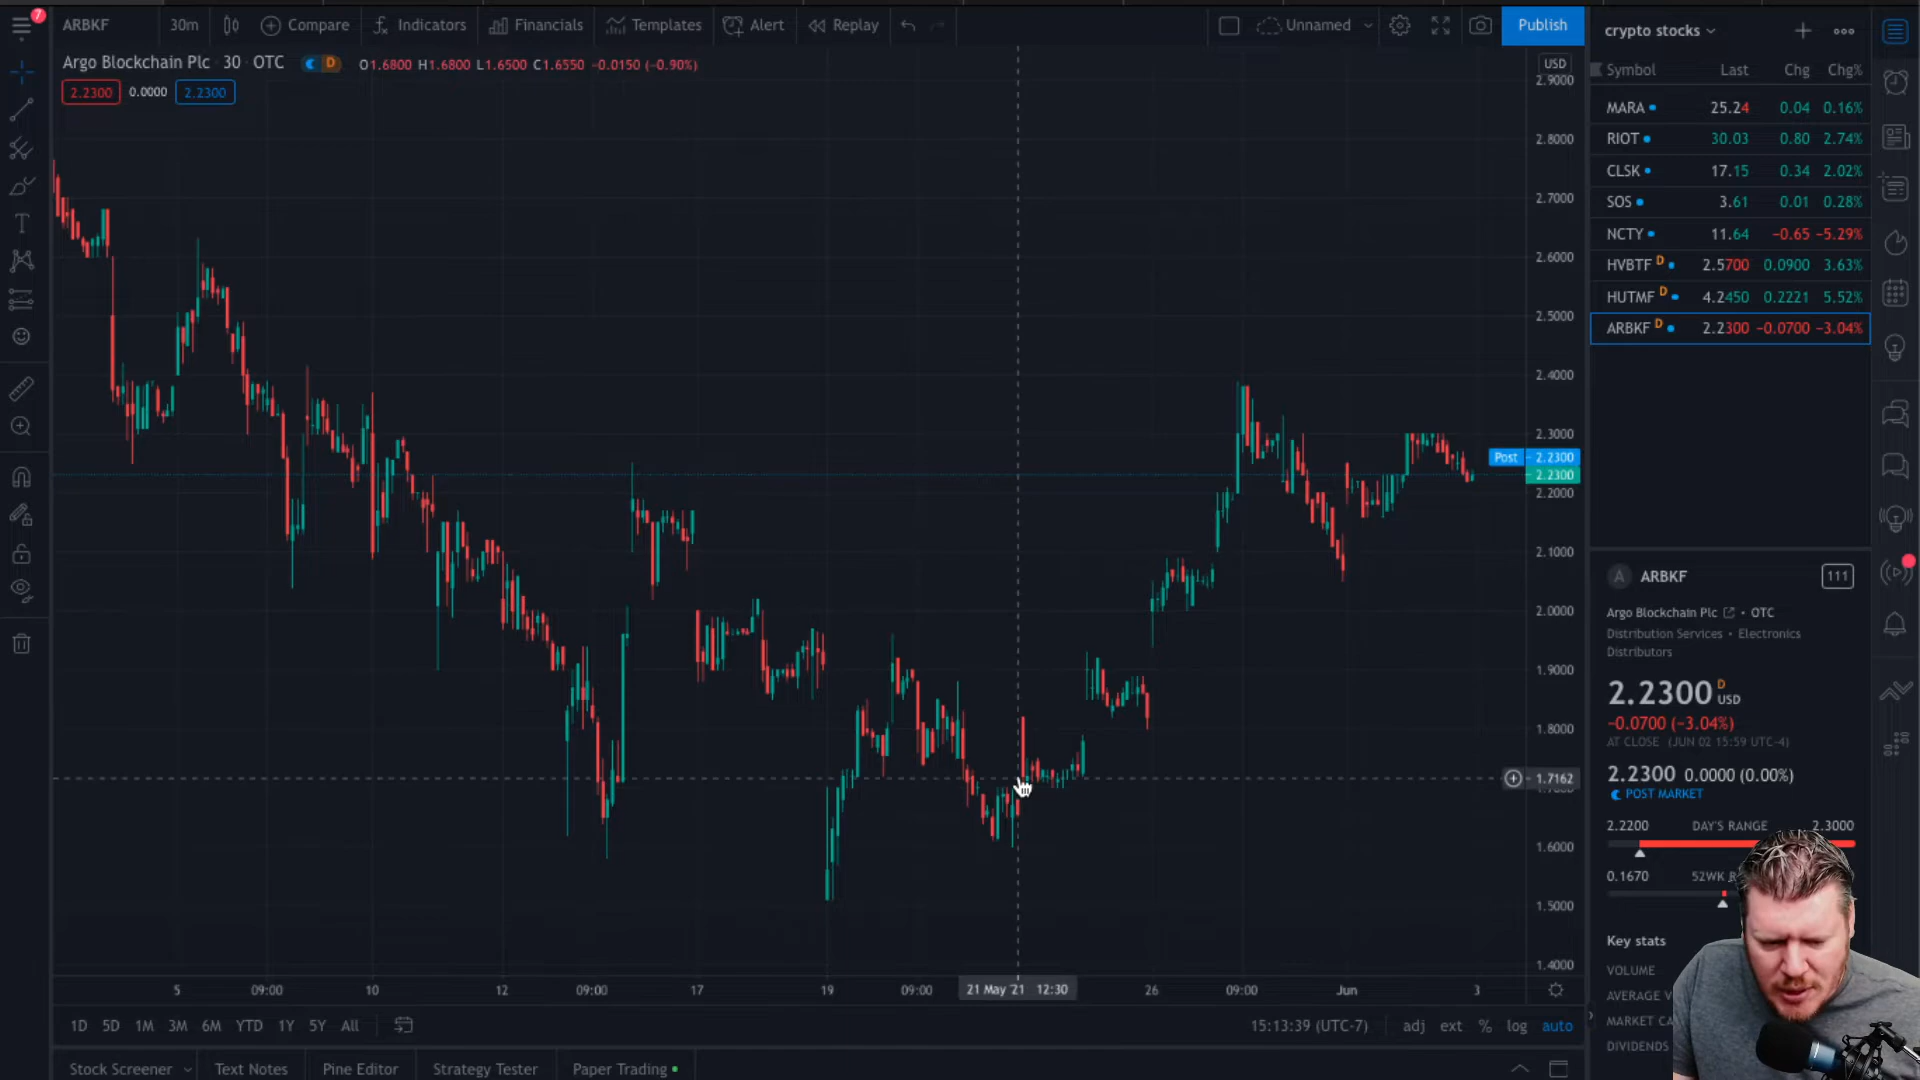 7
ARBKF 30m Compare Indicators Financials Templates Alert Replay Unnamed Publish
Argo Blockchain Plc 30 OTC D O1.6800 H1.6800 L1.6500 C1.6550 −0.0150 (−0.90%)
2.2300 0.0000 2.2300
USD
2.9000
2.8000
2.7000
2.6000
2.5000
2.4000
2.3000
Post 2.2300
2.2300
2.2000
2.1000
2.0000
1.9000
1.8000
1.7162
1.6000
1.5000
1.4000
5 09:00 10 12 09:00 17 19 09:00 21 May '21 12:30 26 09:00 Jun 3
1D 5D 1M 3M 6M YTD 1Y 5Y All 15:13:39 (UTC-7) adj ext % log auto
Stock Screener Text Notes Pine Editor Strategy Tester Paper Trading
crypto stocks
Symbol Last Chg Chg%
MARA 25.24 0.04 0.16%
RIOT 30.03 0.80 2.74%
CLSK 17.15 0.34 2.02%
SOS 3.61 0.01 0.28%
NCTY 11.64 −0.65 −5.29%
HVBTF D 2.5700 0.0900 3.63%
HUTMF D 4.2450 0.2221 5.52%
ARBKF D 2.2300 −0.0700 −3.04%
A ARBKF
Argo Blockchain Plc • OTC
Distribution Services • Electronics
Distributors
2.2300 D USD
−0.0700 (−3.04%)
AT CLOSE (JUN 02 15:59 UTC-4)
2.2300 0.0000 (0.00%)
POST MARKET
2.2200 DAY'S RANGE 2.3000
0.1670 52WK
Key stats
VOLUME
AVERAGE
MARKET
DIVIDENDS